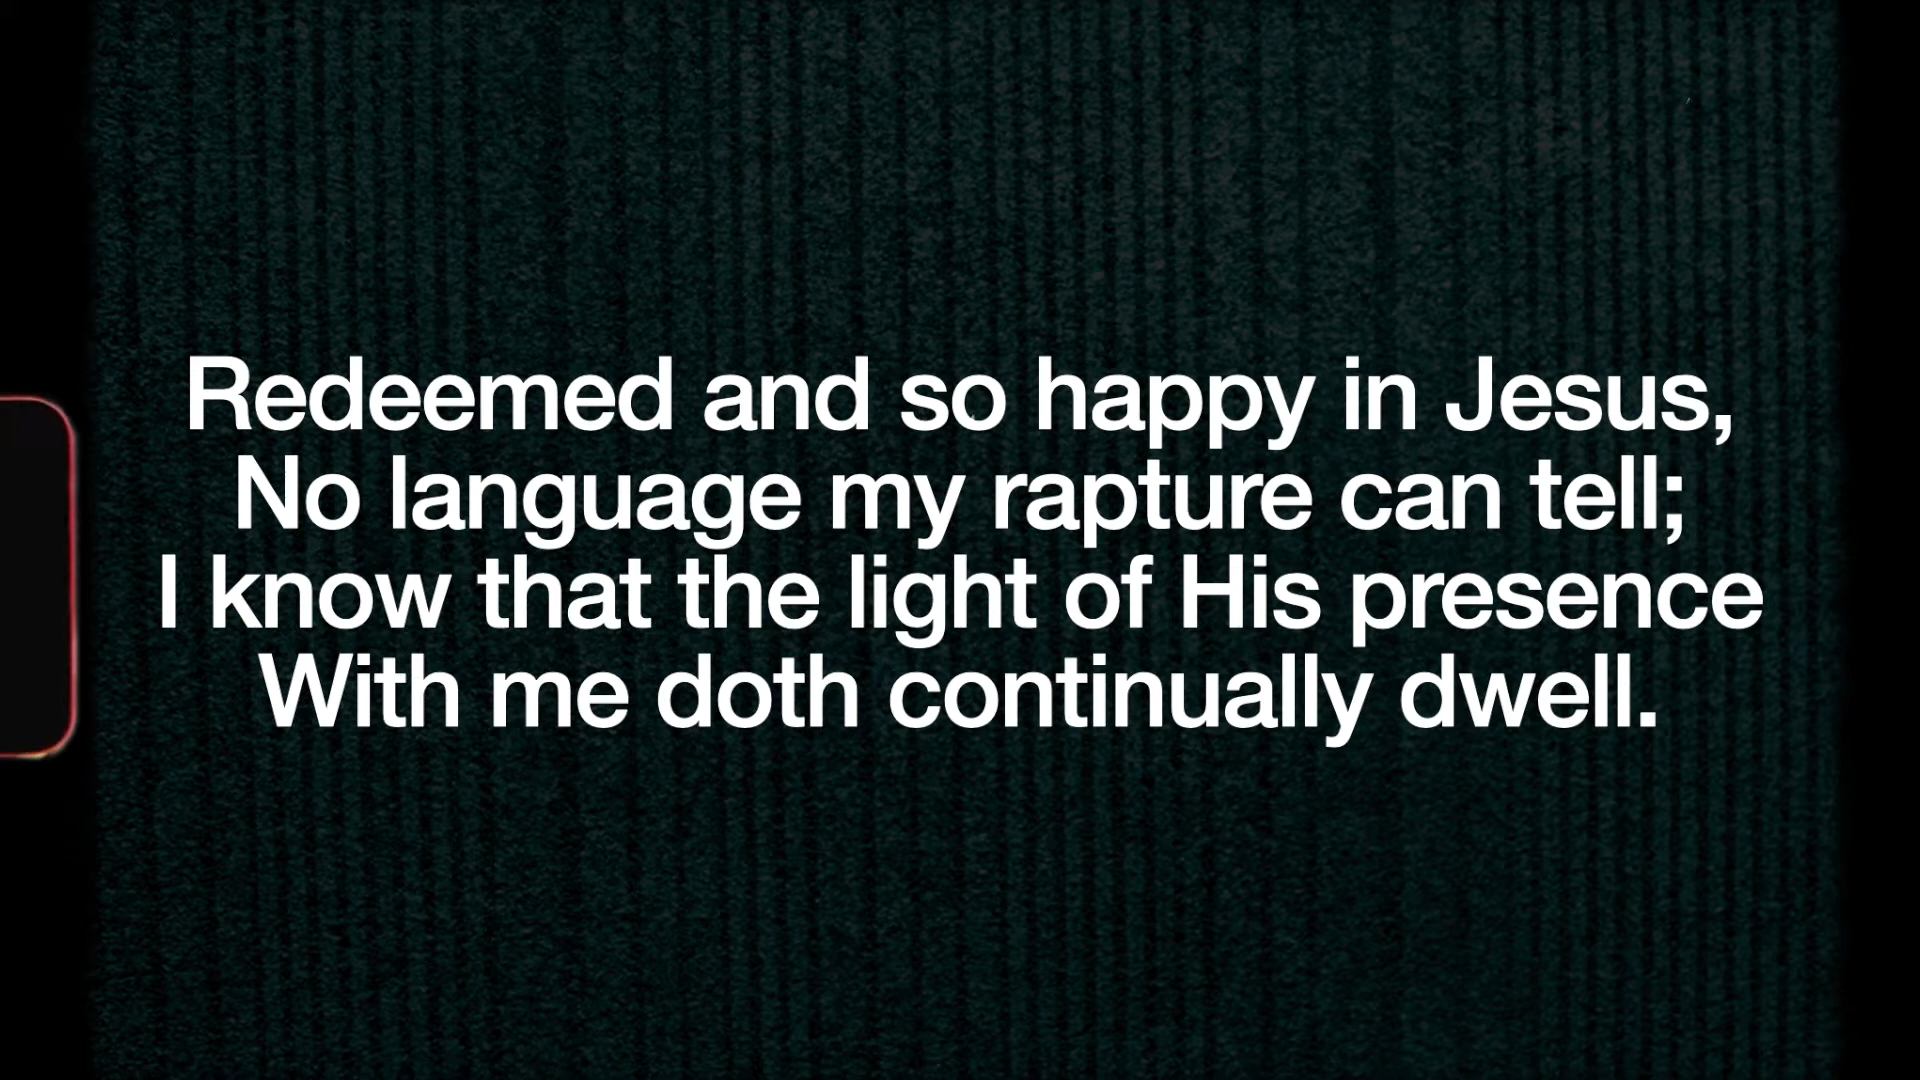 Redeemed and so happy in Jesus,
No language my rapture can tell;
I know that the light of His presence
With me doth continually dwell.